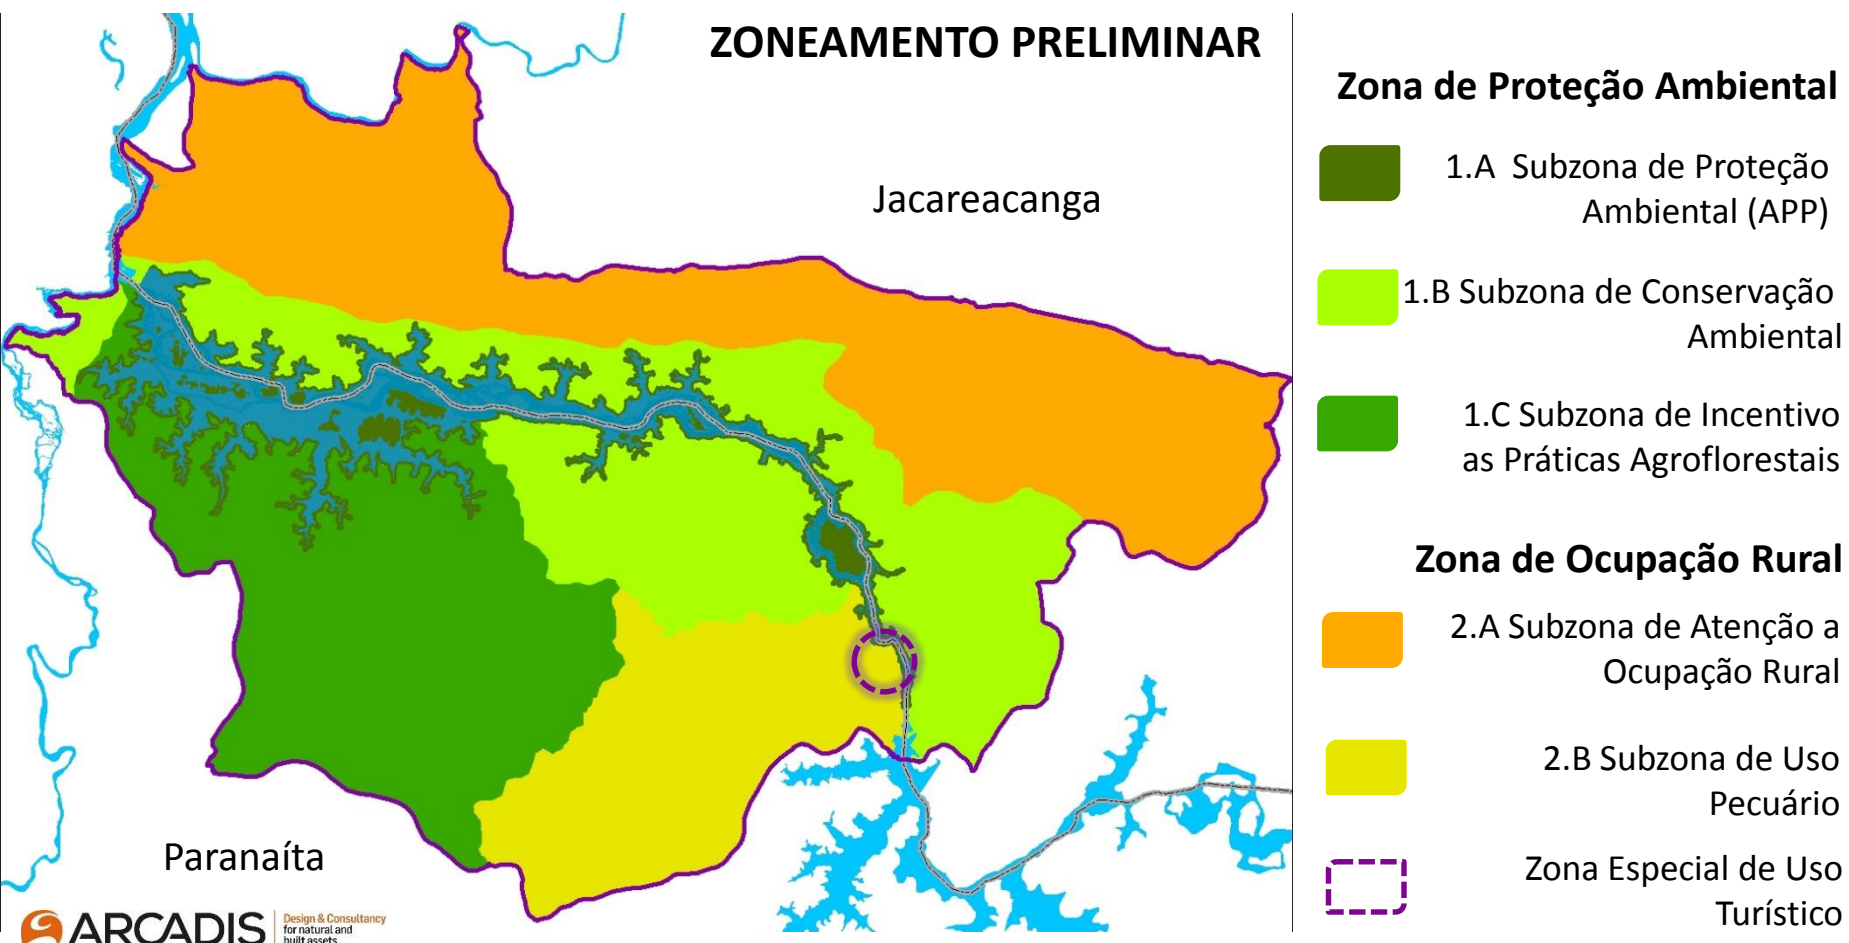 ZONEAMENTO PRELIMINAR
Jacareacanga
Paranaíta
ARCADIS
Design & Consultancy
for natural and
built assets
Zona de Proteção Ambiental
1.A Subzona de Proteção
Ambiental (APP)
1.B Subzona de Conservação
Ambiental
1.C Subzona de Incentivo
as Práticas Agroflorestais
Zona de Ocupação Rural
2.A Subzona de Atenção a
Ocupação Rural
2.B Subzona de Uso
Pecuário
Zona Especial de Uso
Turístico